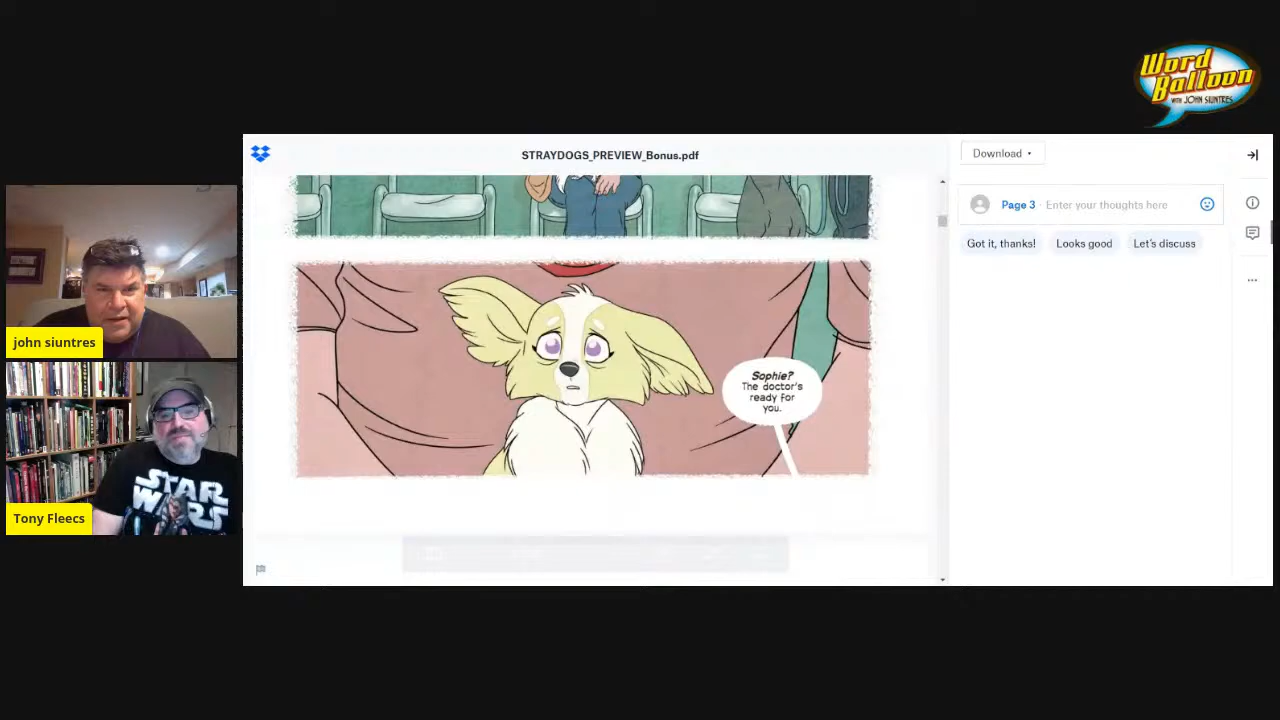 Word
Balloon
WITH JOHN SIUNTRES
STRAYDOGS_PREVIEW_Bonus.pdf
Download
Page 3 · Enter your thoughts here
Got it, thanks!
Looks good
Let's discuss
Sophie?
The doctor's
ready for
you.
john siuntres
STAR
WARS
Tony Fleecs